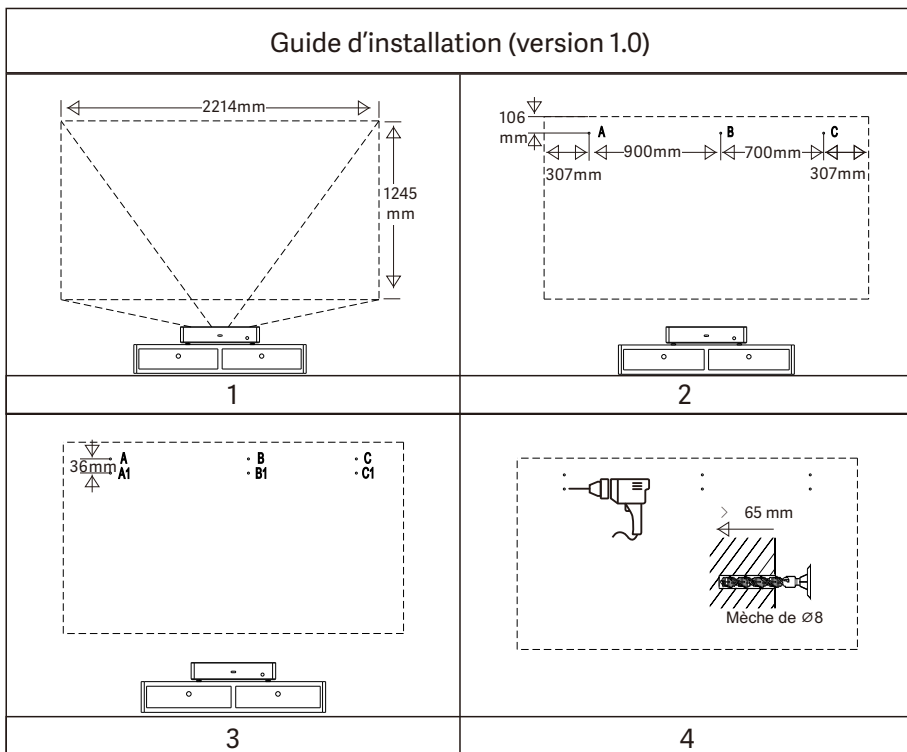 Guide d'installation (version 1.0)
2214mm
1245
mm
1
106
mm
A
B
C
900mm
700mm
307mm
307mm
2
36mm
A
B
C
A1
B1
C1
3
> 65 mm
Mèche de Ø8
4